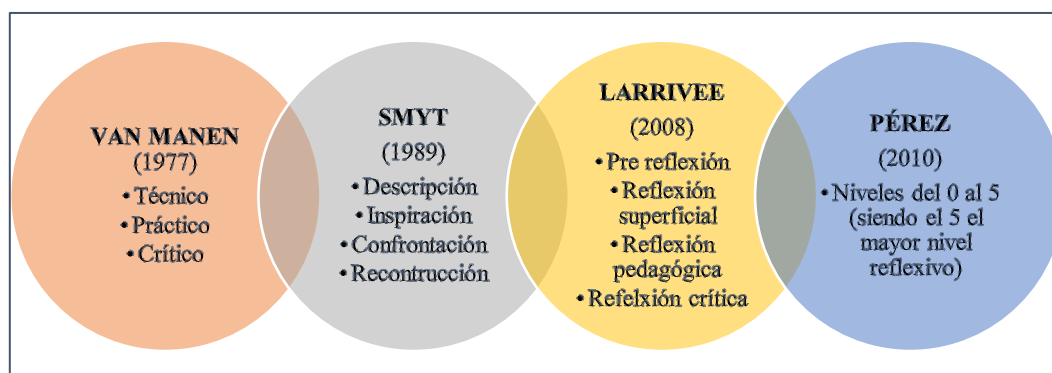 VAN MANEN
(1977)
• Técnico
• Práctico
• Crítico
SMYT
(1989)
• Descripción
• Inspiración
• Confrontación
• Recontrucción
LARRIVEE
(2008)
• Pre reflexión
• Reflexión
superficial
• Reflexión
pedagógica
• Refelxión crítica
PÉREZ
(2010)
• Niveles del 0 al 5
(siendo el 5 el
mayor nivel
reflexivo)